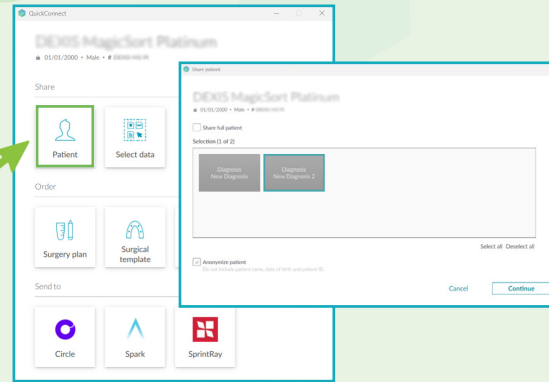 QuickConnect
DEXIS MagicSort Platinum
01/01/2000 • Male • #
Share
Patient
Select data
Order
Surgery plan
Surgical
template
Send to
Circle
Spark
SprintRay
Share patient
DEXIS MagicSort Platinum
01/01/2000 • Male • #
Share full patient
Selection (1 of 2)
Diagnosis
New Diagnosis
Diagnosis
New Diagnosis 2
Select all Deselect all
Anonymize patient
Do not include patient name, date of birth and patient ID.
Cancel
Continue